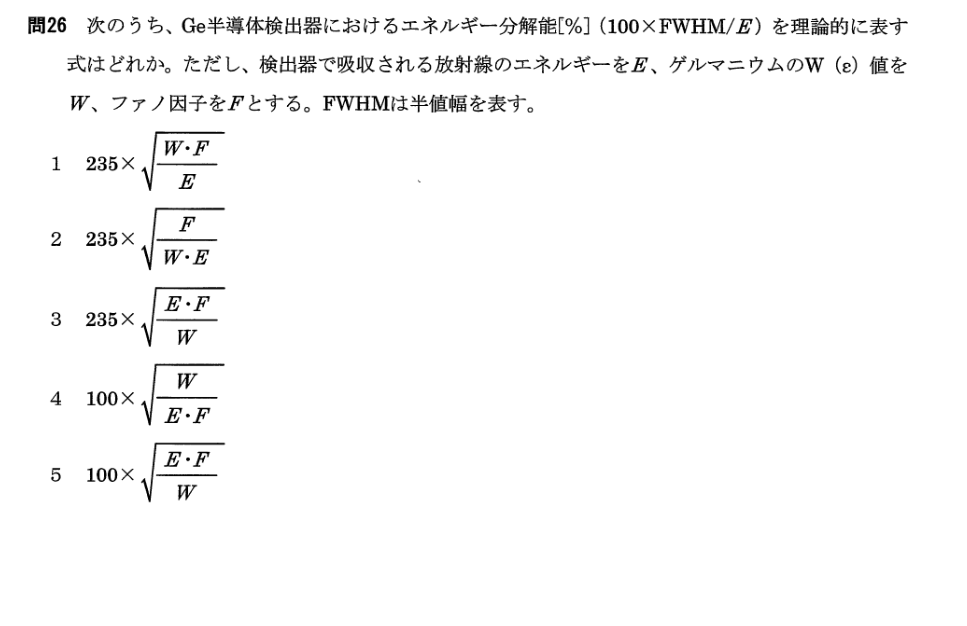 問26 次のうち、Ge半導体検出器におけるエネルギー分解能[%](100×FWHM/E)を理論的に表す
式はどれか。ただし、検出器で吸収される放射線のエネルギーをE、ゲルマニウムのW(ε)値を
W、ファノ因子をFとする。FWHMは半値幅を表す。
1 235×√(W・F/E)
2 235×√(F/W・E)
3 235×√(E・F/W)
4 100×√(W/E・F)
5 100×√(E・F/W)